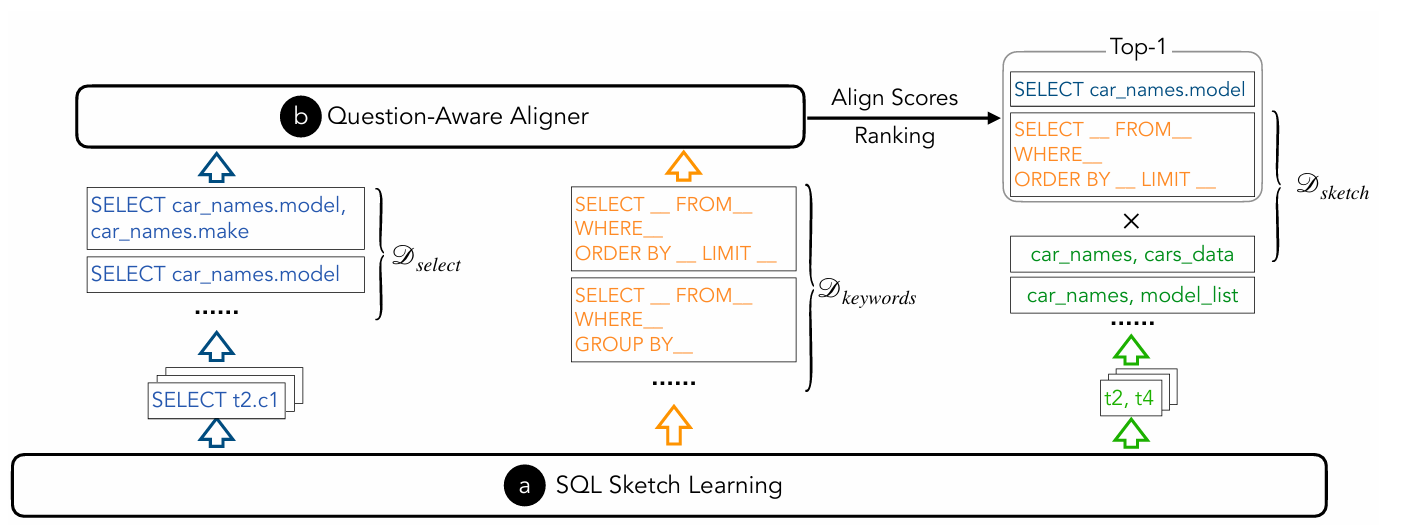 Top-1
SELECT car_names.model
SELECT __ FROM__
WHERE__
ORDER BY __ LIMIT __
𝒟sketch
×
car_names, cars_data
car_names, model_list
......
t2, t4
b Question-Aware Aligner
Align Scores
Ranking
SELECT car_names.model,
car_names.make
SELECT car_names.model
𝒟select
......
SELECT t2.c1
SELECT __ FROM__
WHERE__
ORDER BY __ LIMIT __
SELECT __ FROM__
WHERE__
GROUP BY__
𝒟keywords
......
a SQL Sketch Learning